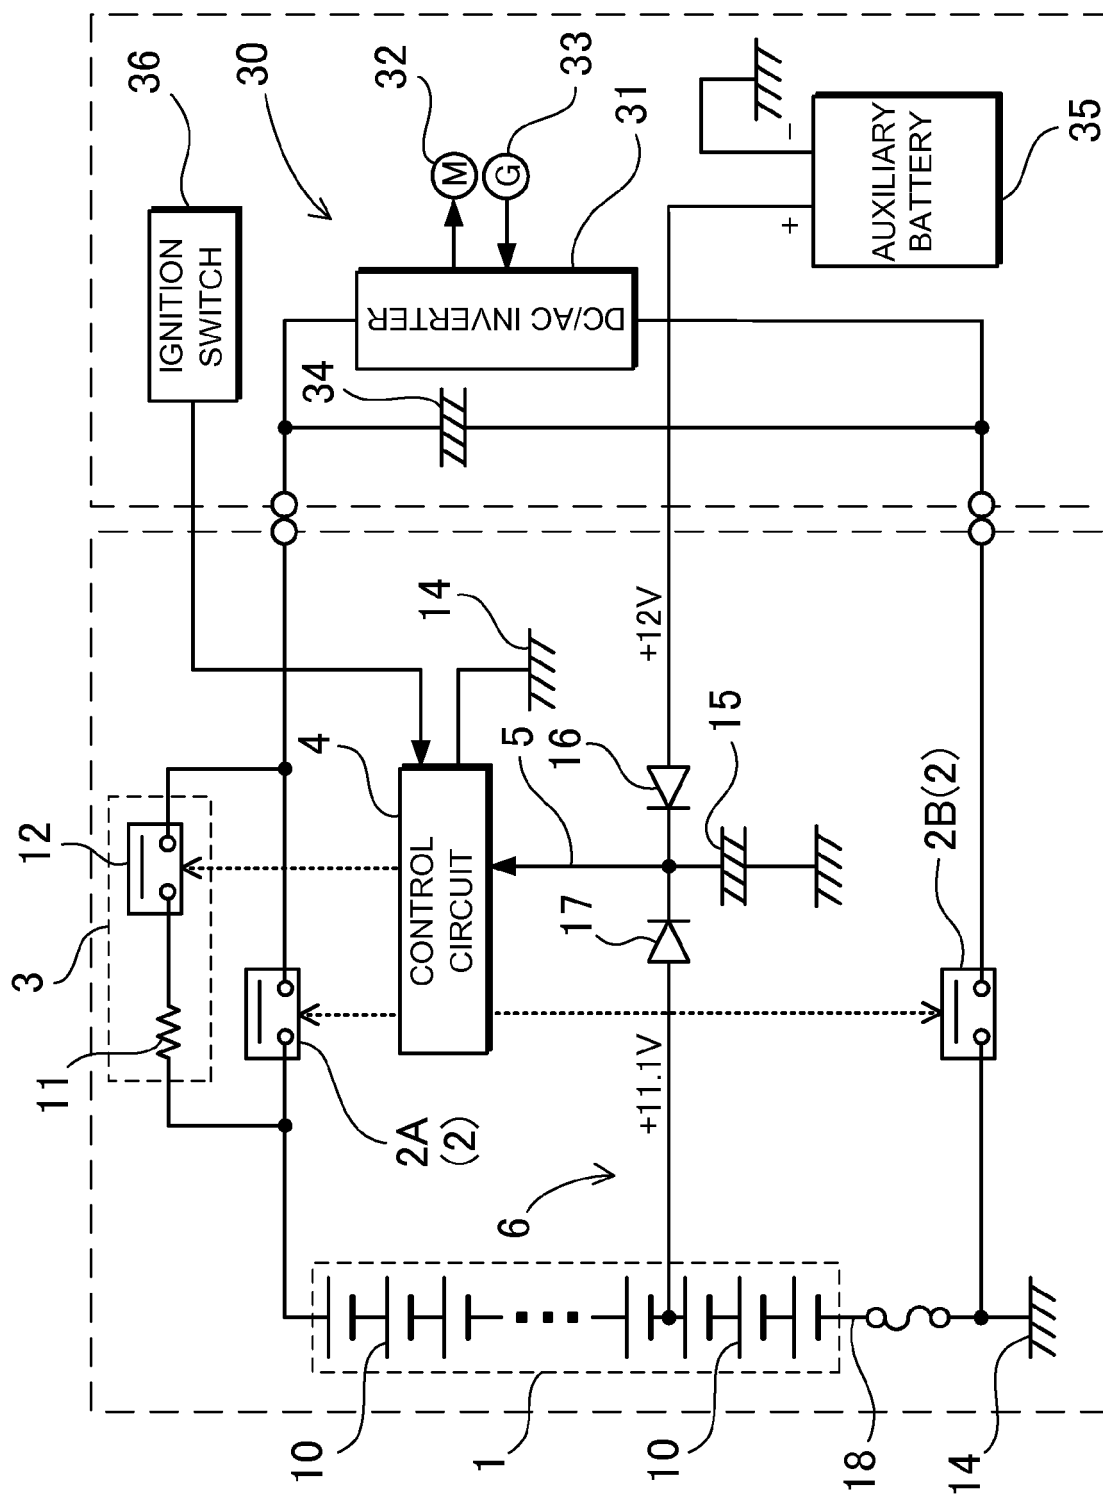 36
30
32
33
31
35
IGNITION
SWITCH
M
G
DC/AC INVERTER
34
+
−
AUXILIARY
BATTERY
3
12
11
2A
(2)
4
CONTROL
CIRCUIT
14
5
16
17
15
+12V
+11.1V
2B(2)
6
10
1
10
18
14